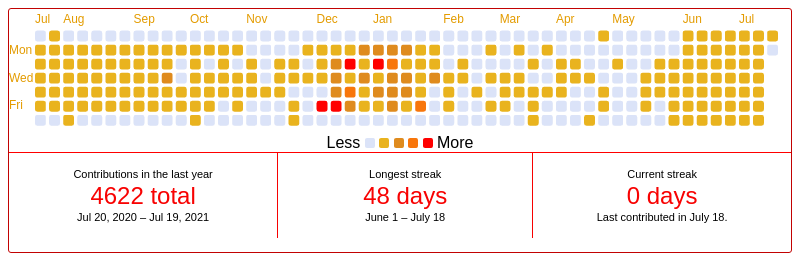 Jul Aug Sep Oct Nov Dec Jan Feb Mar Apr May Jun Jul
Mon
Wed
Fri
Less More
Contributions in the last year
4622 total
Jul 20, 2020 – Jul 19, 2021
Longest streak
48 days
June 1 – July 18
Current streak
0 days
Last contributed in July 18.